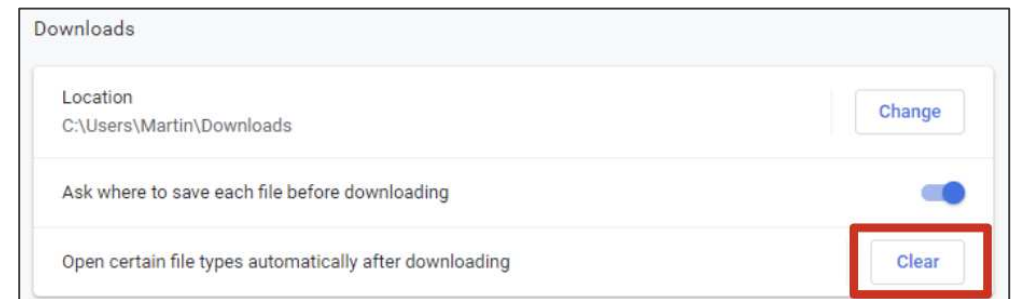 Downloads
Location
C:\Users\Martin\Downloads
Change
Ask where to save each file before downloading
Open certain file types automatically after downloading
Clear